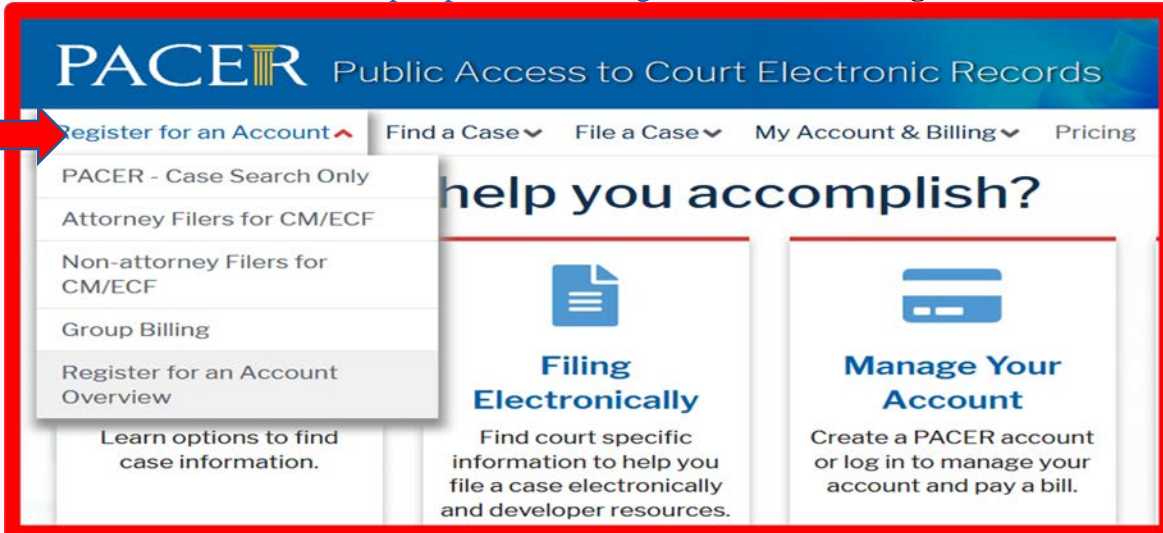 PACER Public Access to Court Electronic Records
Register for an Account Find a Case File a Case My Account & Billing Pricing
PACER - Case Search Only
Attorney Filers for CM/ECF
Non-attorney Filers for
CM/ECF
Group Billing
Register for an Account
Overview
help you accomplish?
Learn options to find
case information.
Filing
Electronically
Find court specific
information to help you
file a case electronically
and developer resources.
Manage Your
Account
Create a PACER account
or log in to manage your
account and pay a bill.